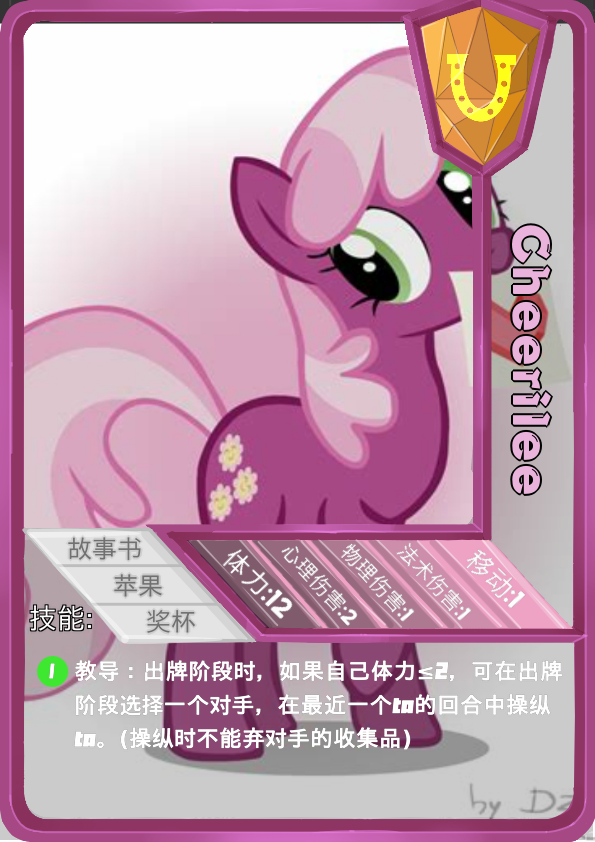 Cheerilee
故事书
苹果
奖杯
技能:
体力:12
心理伤害:2
物理伤害:1
法术伤害:1
移动:1
1 教导：出牌阶段时，如果自己体力≤2，可在出牌
阶段选择一个对手，在最近一个ta的回合中操纵
ta。(操纵时不能弃对手的收集品)
by Dz